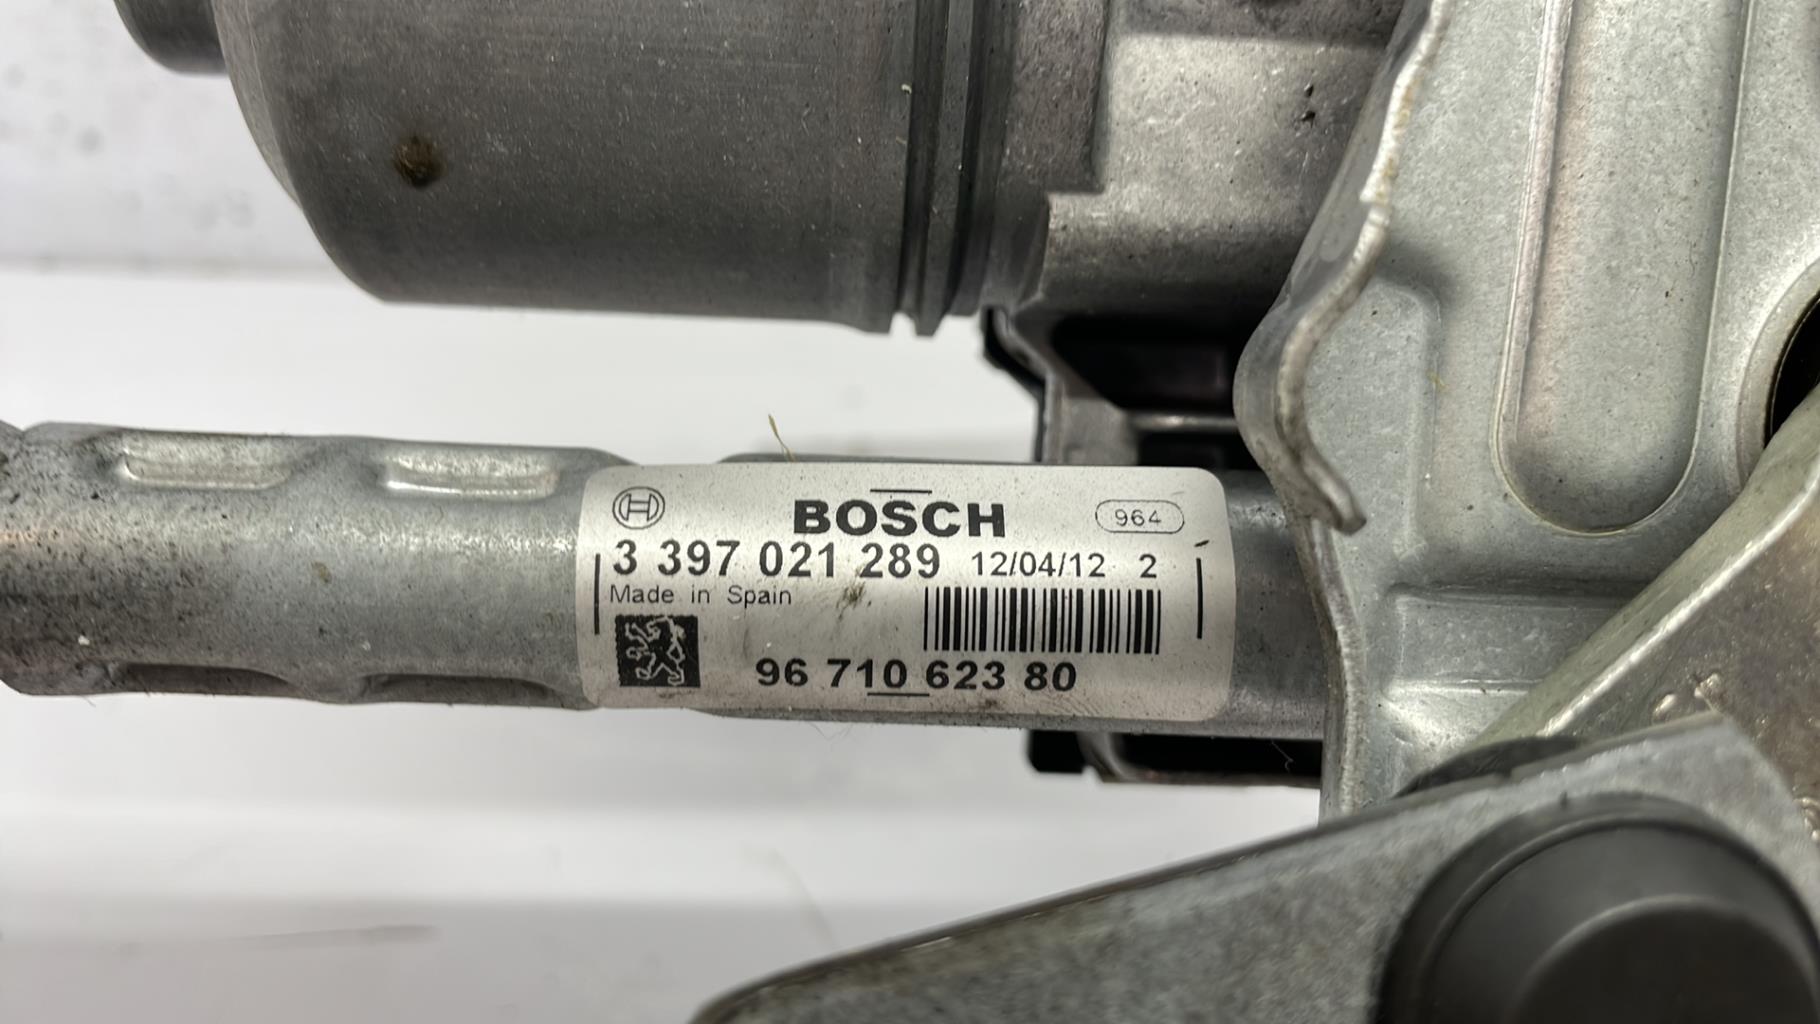 BOSCH 964
3 397 021 289 12/04/12 2
Made in Spain
96 710 623 80